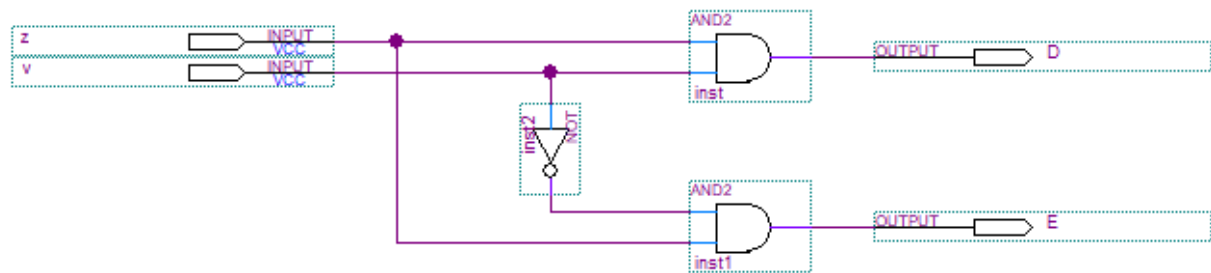 z INPUT
VCC
v INPUT
VCC
AND2
inst
OUTPUT D
inst2
NOT
AND2
inst1
OUTPUT E